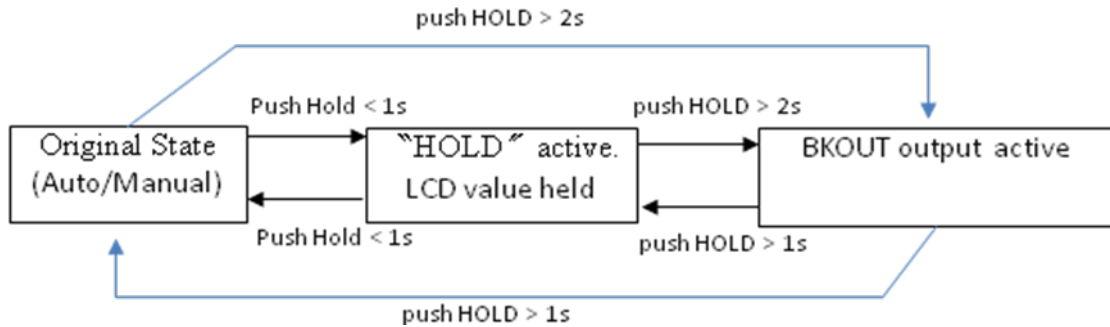 push HOLD > 2s
Push Hold < 1s
push HOLD > 2s
Original State
(Auto/Manual)
〝HOLD〞 active.
LCD value held
BKOUT output active
Push Hold < 1s
push HOLD > 1s
push HOLD > 1s